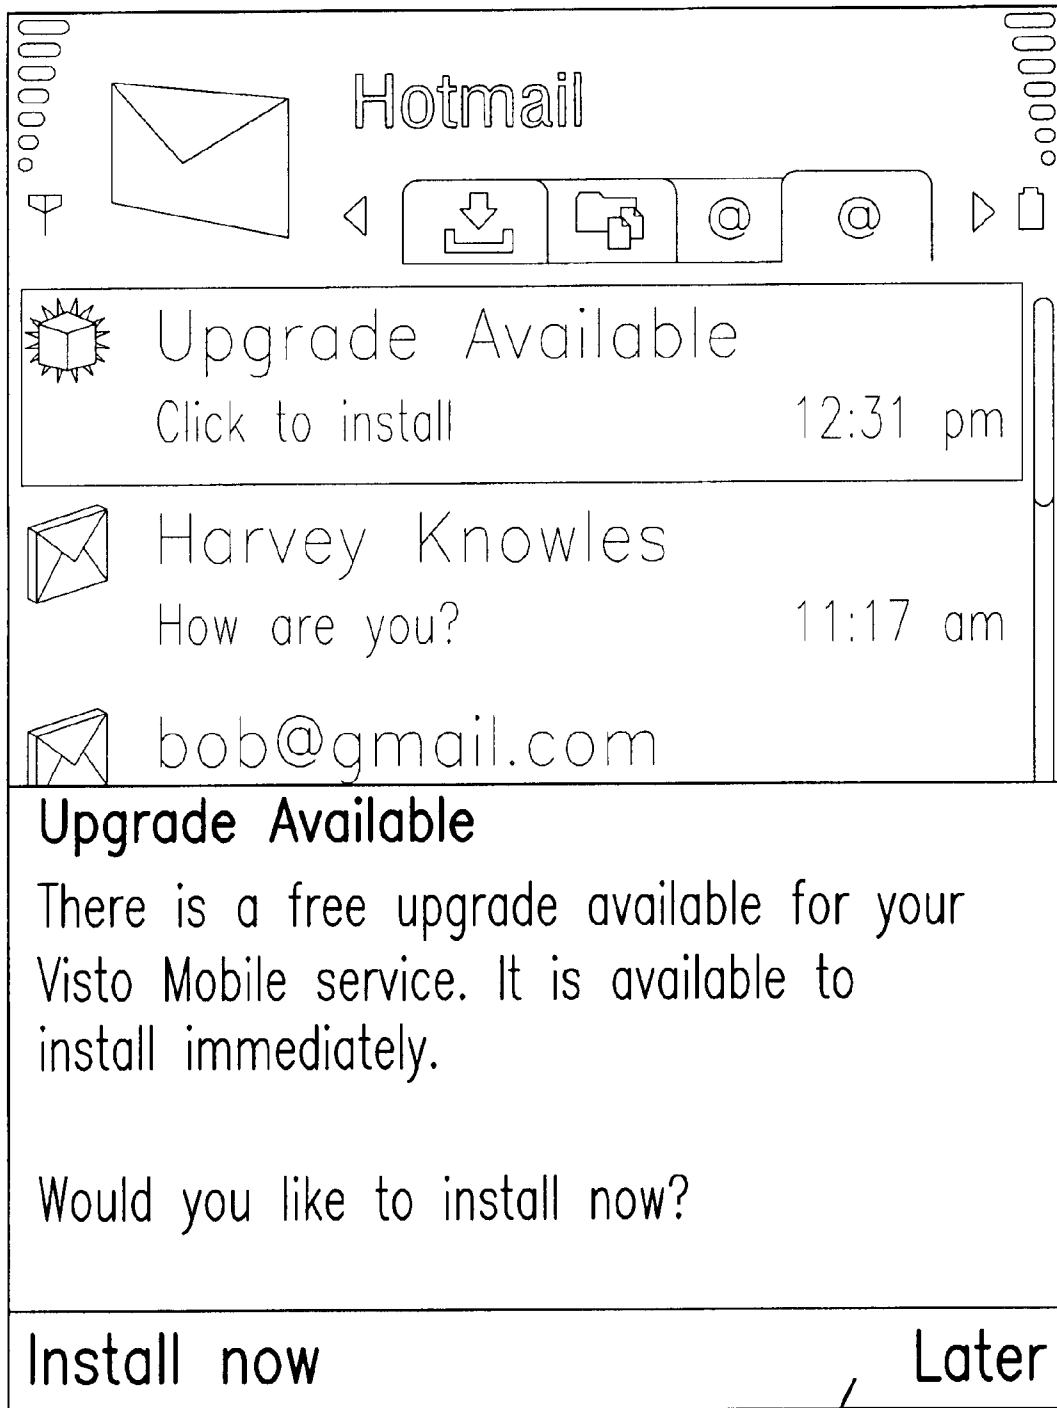 Hotmail
@ @
Upgrade Available
Click to install 12:31 pm
Harvey Knowles
How are you? 11:17 am
bob@gmail.com
Upgrade Available
There is a free upgrade available for your
Visto Mobile service. It is available to
install immediately.
Would you like to install now?
Install now Later